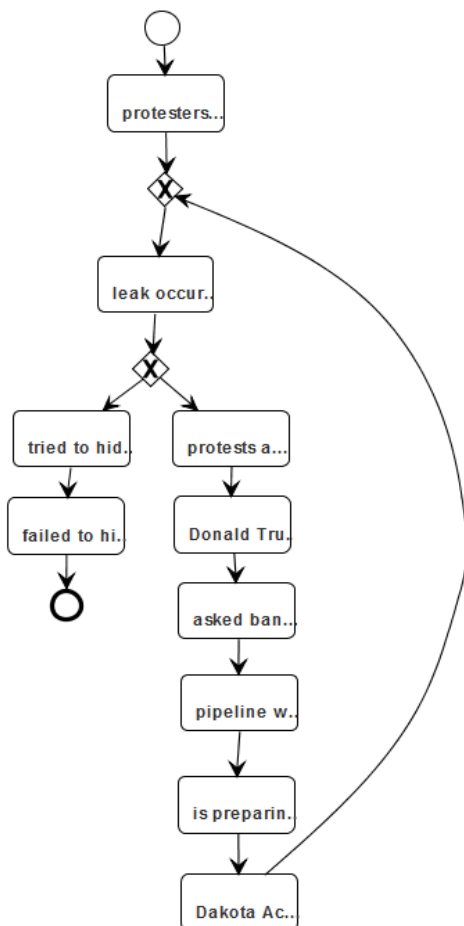 protesters...
X
leak occur..
X
tried to hid..
protests a...
failed to hi..
Donald Tru..
asked ban...
pipeline w..
is preparin..
Dakota Ac...